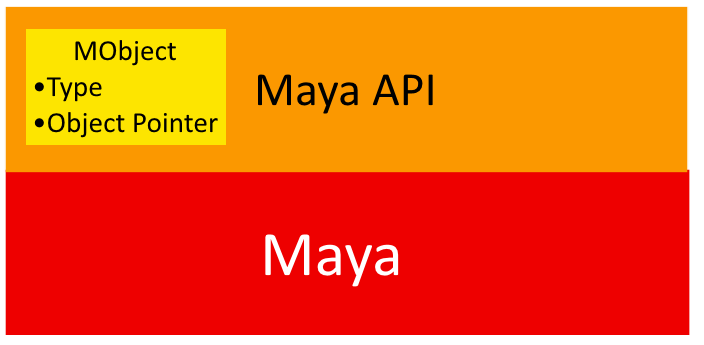 MObject
•Type
•Object Pointer
Maya API
Maya